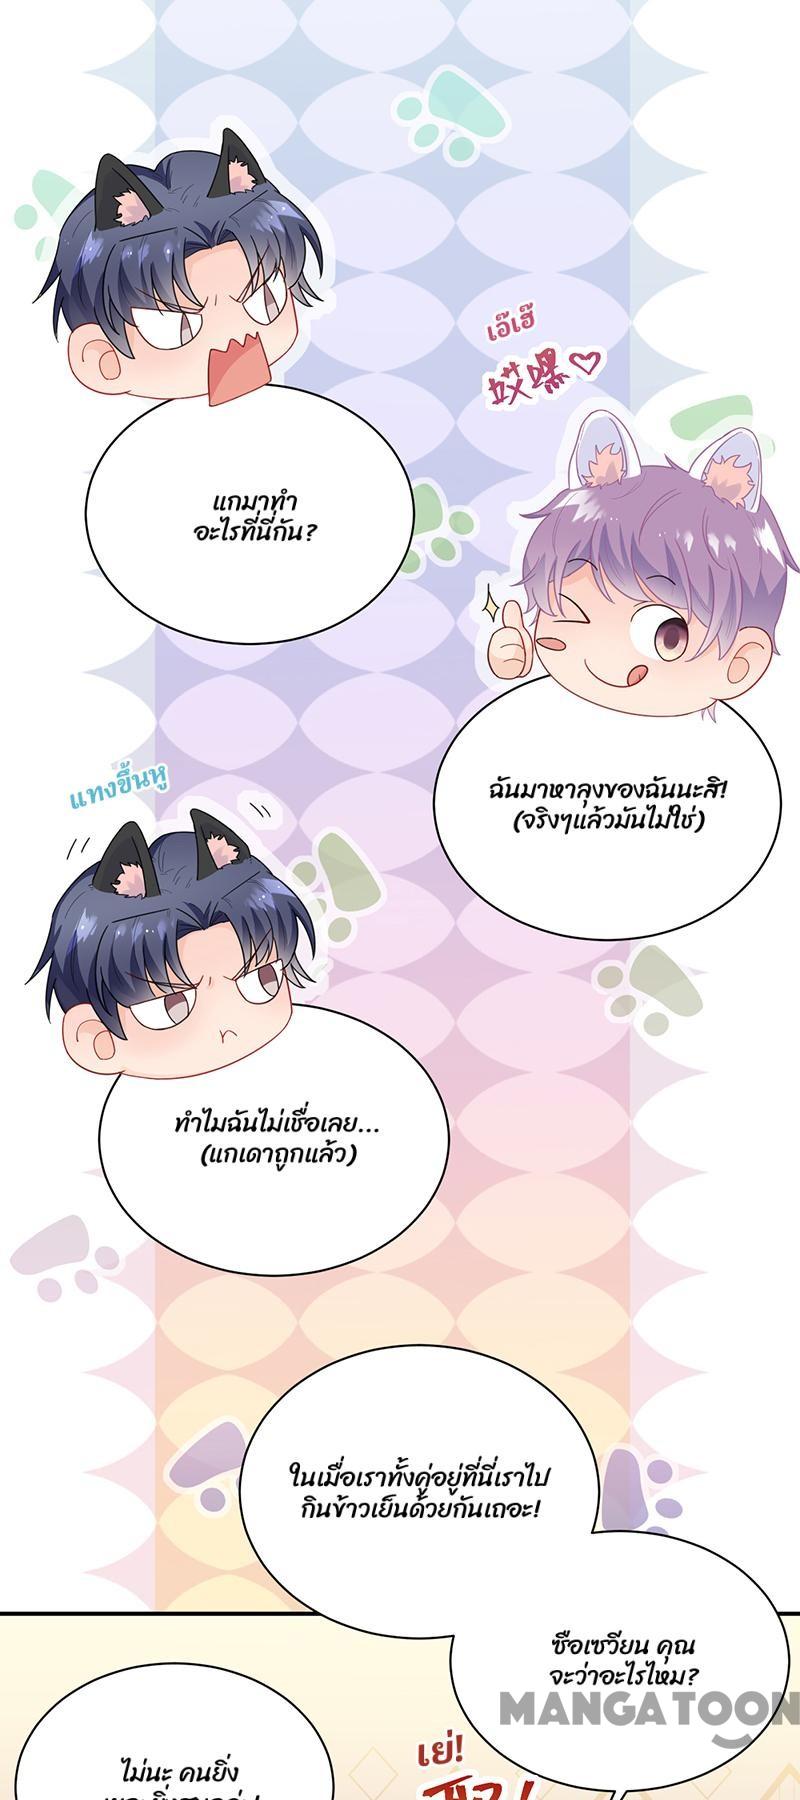 เอ๊เฮ๊
哎嘿♡
แกมาทำ
อะไรที่นี่กัน?
ฉันมาหาลุงของฉันนะสิ!
(จริงๆแล้วมันไม่ใช่)
แทงขึ้นหู
ทำไมฉันไม่เชื่อเลย...
(แกเดาถูกแล้ว)
ในเมื่อเราทั้งคู่อยู่ที่นี่เราไป
กินข้าวเย็นด้วยกันเถอะ!
ซือเซวียน คุณ
จะว่าอะไรไหม?
MANGATOON
เย่!
ไม่นะ คนยิ่ง